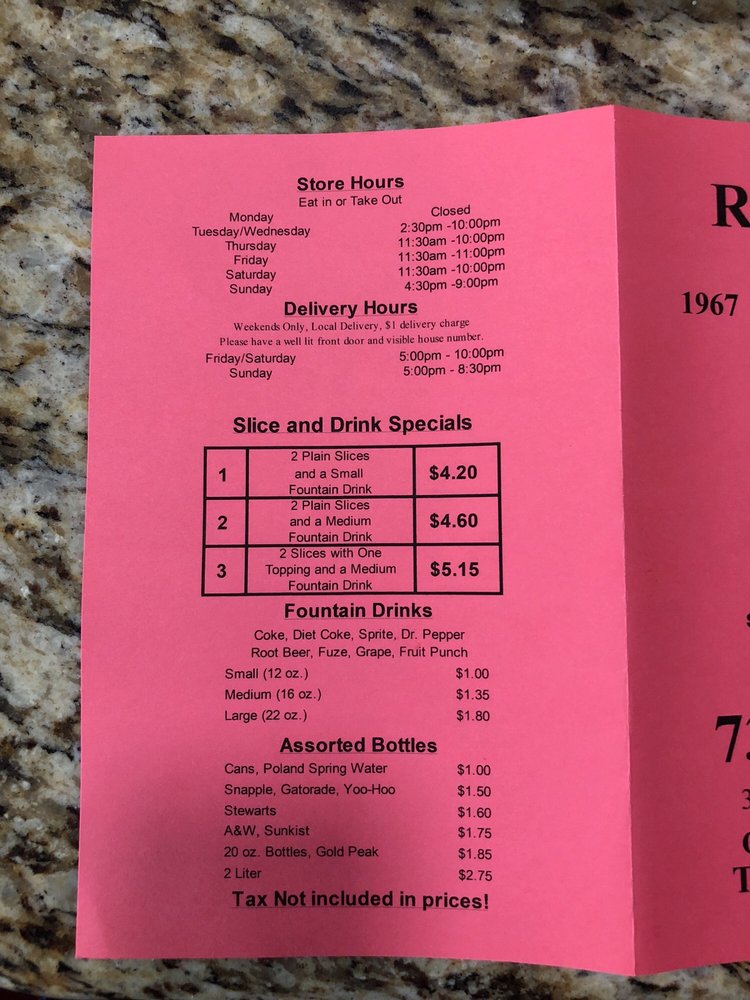 Store Hours
Eat in or Take Out
Monday Closed
Tuesday/Wednesday 2:30pm -10:00pm
Thursday 11:30am -10:00pm
Friday 11:30am -11:00pm
Saturday 11:30am -10:00pm
Sunday 4:30pm -9:00pm
Delivery Hours
Weekends Only, Local Delivery, $1 delivery charge
Please have a well lit front door and visible house number.
Friday/Saturday 5:00pm - 10:00pm
Sunday 5:00pm - 8:30pm
Slice and Drink Specials
1 2 Plain Slices and a Small Fountain Drink $4.20
2 2 Plain Slices and a Medium Fountain Drink $4.60
3 2 Slices with One Topping and a Medium Fountain Drink $5.15
Fountain Drinks
Coke, Diet Coke, Sprite, Dr. Pepper
Root Beer, Fuze, Grape, Fruit Punch
Small (12 oz.) $1.00
Medium (16 oz.) $1.35
Large (22 oz.) $1.80
Assorted Bottles
Cans, Poland Spring Water $1.00
Snapple, Gatorade, Yoo-Hoo $1.50
Stewarts $1.60
A&W, Sunkist $1.75
20 oz. Bottles, Gold Peak $1.85
2 Liter $2.75
Tax Not included in prices!
R
1967
7
3
T